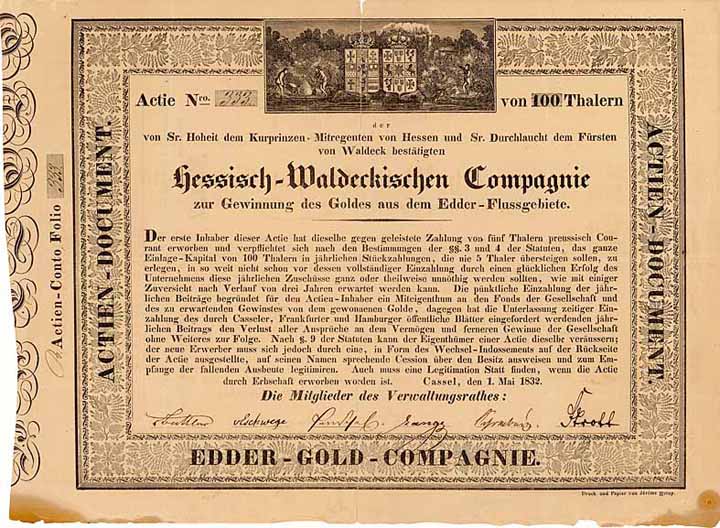 Actie Nro. 333. von 100 Thalern
der
von Sr. Hoheit dem Kurprinzen-Mitregenten von Hessen und Sr. Durchlaucht dem Fürsten
von Waldeck bestätigten
Hessisch-Waldeckischen Compagnie
zur Gewinnung des Goldes aus dem Edder-Flussgebiete.
Der erste Inhaber dieser Actie hat dieselbe gegen geleistete Zahlung von fünf Thalern preussisch Cou-
rant erworben und verpflichtet sich nach den Bestimmungen der §§. 3 und 4 der Statuten, das ganze
Einlage-Kapital von 100 Thalern in jährlichen Stückzahlungen, die nie 5 Thaler übersteigen sollen, zu
erlegen, in so weit nicht schon vor dessen vollständiger Einzahlung durch einen glücklichen Erfolg des
Unternehmens diese jährlichen Zuschüsse ganz oder theilweise unnöthig werden sollten, wie mit einiger
Zuversicht nach Verlauf von drei Jahren erwartet werden kann. Die pünktliche Einzahlung der jähr-
lichen Beiträge begründet für den Actien-Inhaber ein Miteigenthum an den Fonds der Gesellschaft und
des zu erwartenden Gewinstes von dem gewonnenen Golde, dagegen hat die Unterlassung zeitiger Ein-
zahlung des durch Casseler, Frankfurter und Hamburger öffentliche Blätter eingefordert werdenden jähr-
lichen Beitrags den Verlust aller Ansprüche an dem Vermögen und ferneren Gewinne der Gesellschaft
ohne Weiteres zur Folge. Nach §. 9 der Statuten kann der Eigenthümer einer Actie dieselbe veräussern;
der neue Erwerber muss sich jedoch durch eine, in Form des Wechsel-Indossements auf der Rückseite
der Actie ausgestellte, auf seinen Namen sprechende Cession über den Besitz ausweisen und zum Em-
pfange der fallenden Ausbeute legitimiren. Auch muss eine Legitimation Statt finden, wenn die Actie
durch Erbschaft erworben worden ist. Cassel, den 1. Mai 1832.
Die Mitglieder des Verwaltungsrathes:
Eschwege
EDDER-GOLD-COMPAGNIE.
ACTIEN-DOCUMENT.
ACTIEN-DOCUMENT.
Actien-Conto Folio 333
Druck und Papier von Jérôme